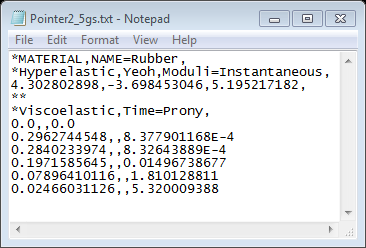 Pointer2_5gs.txt - Notepad
File Edit Format View Help
*MATERIAL,NAME=Rubber,
*Hyperelastic,Yeoh,Moduli=Instantaneous,
4.302802898,-3.698453046,5.195217182,
**
*Viscoelastic,Time=Prony,
0.0,,0.0
0.2962744548,,8.377901168E-4
0.2840233974,,8.32643889E-4
0.1971585645,,0.01496738677
0.07896410116,,1.810128811
0.02466031126,,5.320009388